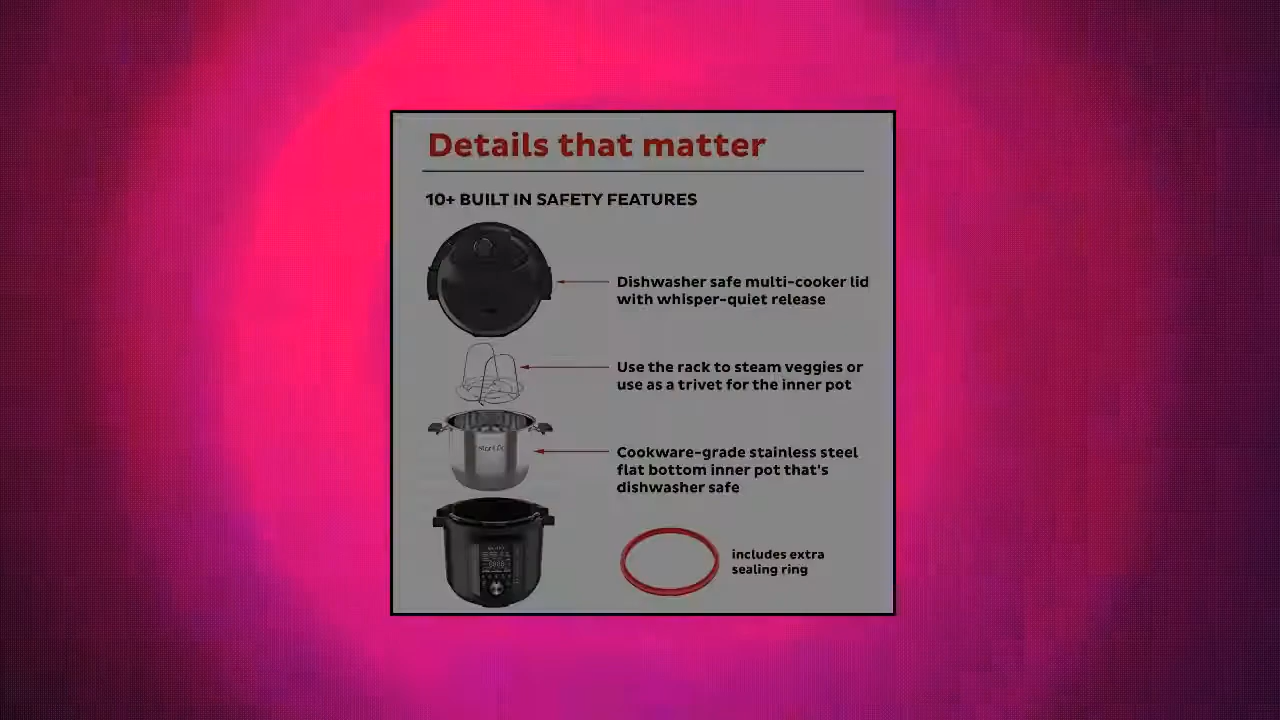 Details that matter
10+ BUILT IN SAFETY FEATURES
Dishwasher safe multi-cooker lid
with whisper-quiet release
Use the rack to steam veggies or
use as a trivet for the inner pot
Cookware-grade stainless steel
flat bottom inner pot that's
dishwasher safe
includes extra
sealing ring